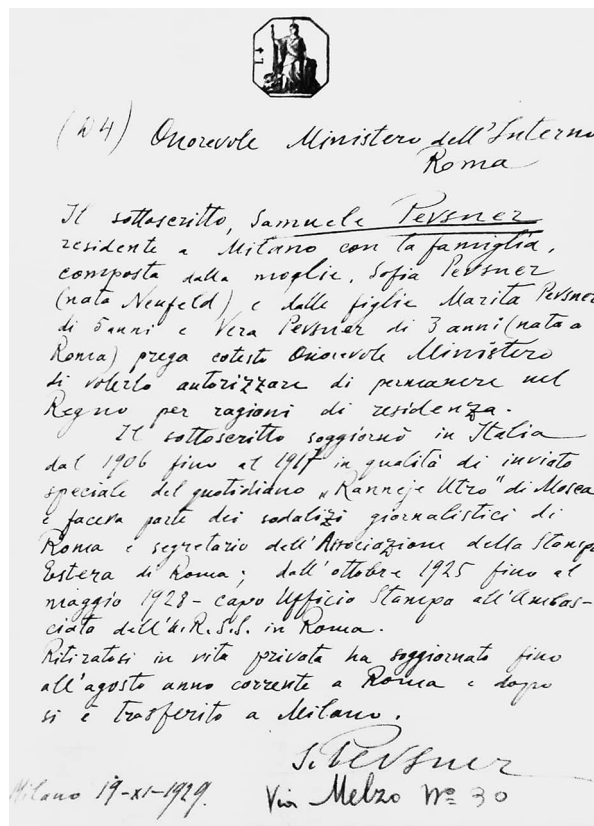 (W4) Onorevole Ministero dell'Interno
Roma
Il sottoscritto, Samuele Pevsner
residente a Milano con la famiglia,
composta dalla moglie, Sofia Pevsner
(nata Neufeld) e dalle figlie Marita Pevsner
di 5 anni e Vera Pevsner di 3 anni (nata a
Roma) prega cotesto Onorevole Ministero
di volerlo autorizzare di permanere nel
Regno per ragioni di residenza.
Il sottoscritto soggiornò in Italia
dal 1906 fino al 1917 in qualità di inviato
speciale del quotidiano „Ranneje Utro" di Mosca
e faceva parte dei sodalizi giornalistici di
Roma e segretario dell'Associazione della Stampa
Estera di Roma; dall'ottobre 1925 fino al
maggio 1928 - capo Ufficio Stampa all'Ambas-
ciata dell'U.R.S.S. in Roma.
Ritiratosi in vita privata ha soggiornato fino
all'agosto anno corrente a Roma e dopo
si è trasferito a Milano.
S. Pevsner
Milano 19-XI-1929.
Via Melzo No 30